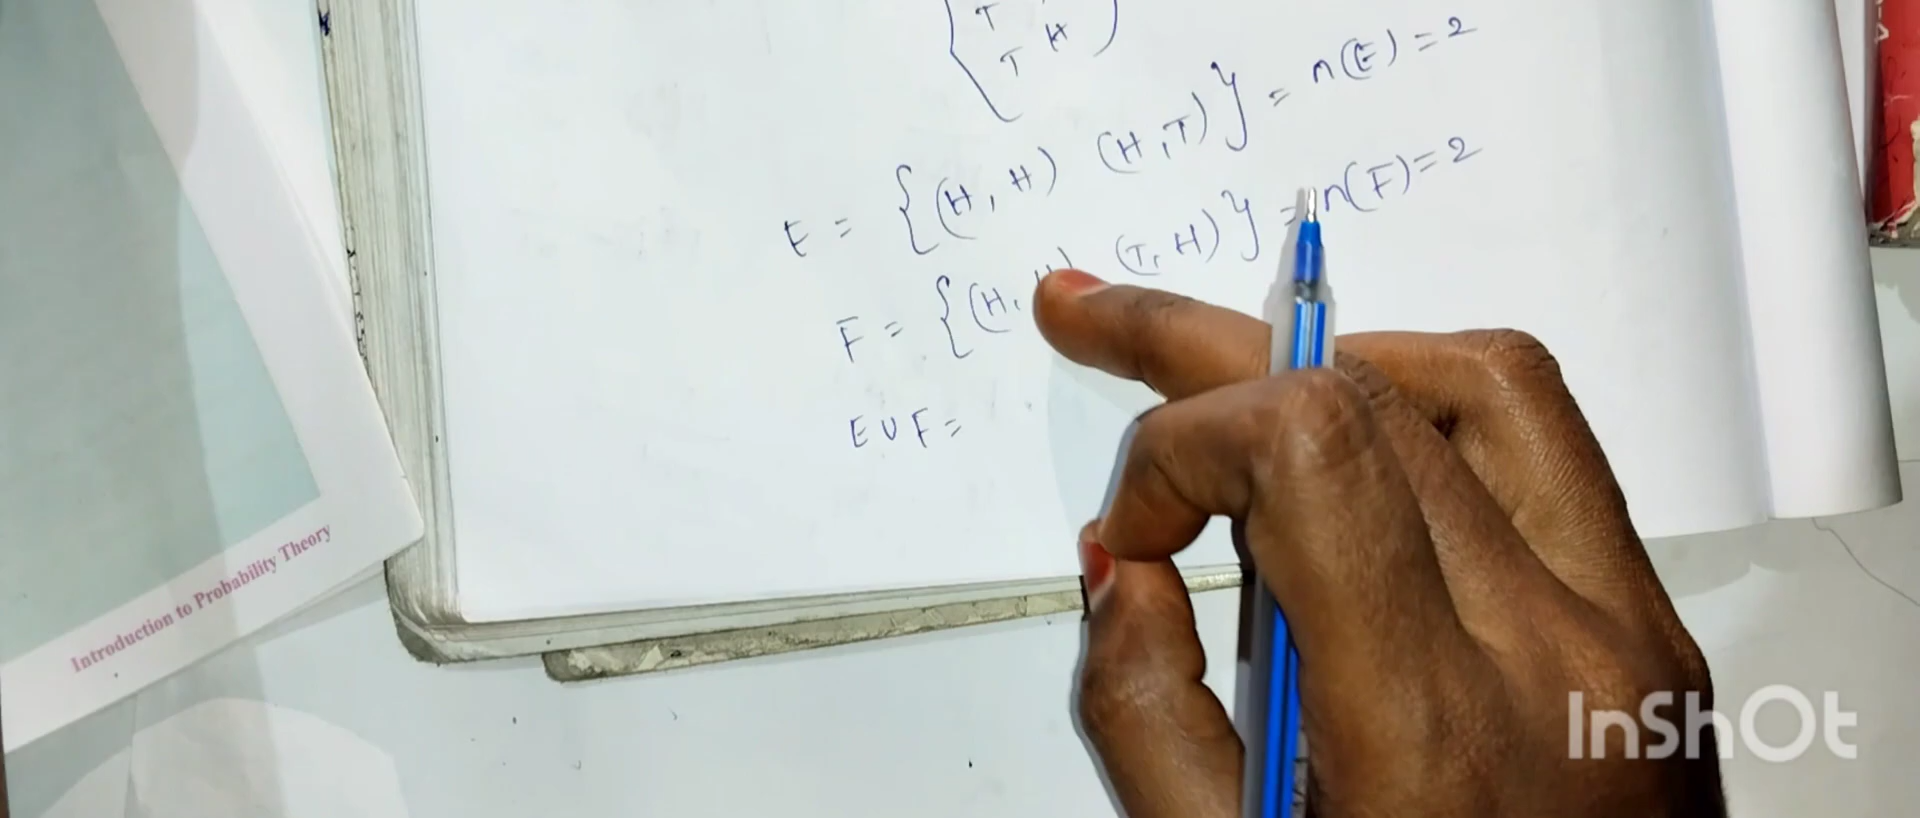 T
T H
E = {(H, H) (H, T)} = n(E) = 2
F = {(H, H) (T, H)} = n(F) = 2
E U F =
Introduction to Probability Theory
InShOt